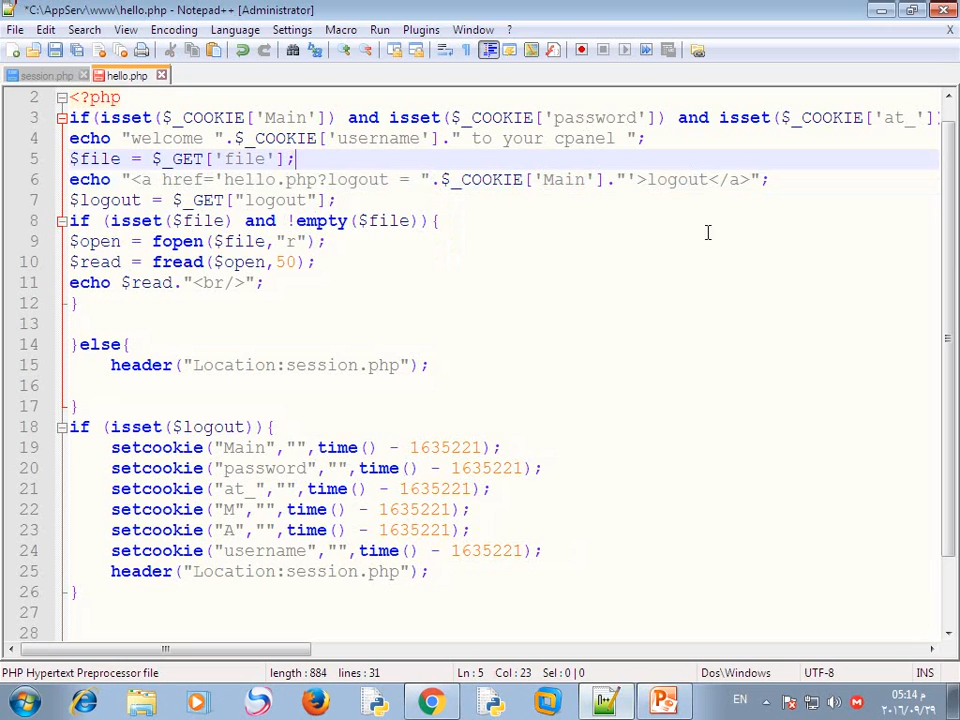 *C:\AppServ\www\hello.php - Notepad++ [Administrator]
File Edit Search View Encoding Language Settings Macro Run Plugins Window ? X
session.php hello.php
2 <?php
3 if(isset($_COOKIE['Main']) and isset($_COOKIE['password']) and isset($_COOKIE['at_']
4 echo "welcome ".$_COOKIE['username']." to your cpanel ";
5 $file = $_GET['file'];
6 echo "<a href='hello.php?logout = ".$_COOKIE['Main']."'>logout</a>";
7 $logout = $_GET["logout"];
8 if (isset($file) and !empty($file)){
9 $open = fopen($file,"r");
10 $read = fread($open,50);
11 echo $read."<br/>";
12 }
13
14 }else{
15 header("Location:session.php");
16
17 }
18 if (isset($logout)){
19 setcookie("Main","",time() - 1635221);
20 setcookie("password","",time() - 1635221);
21 setcookie("at_","",time() - 1635221);
22 setcookie("M","",time() - 1635221);
23 setcookie("A","",time() - 1635221);
24 setcookie("username","",time() - 1635221);
25 header("Location:session.php");
26 }
27
28
PHP Hypertext Preprocessor file length : 884 lines : 31 Ln : 5 Col : 23 Sel : 0 | 0 Dos\Windows UTF-8 INS
EN 05:14 م
٢٠١٦/٠٩/٢٩